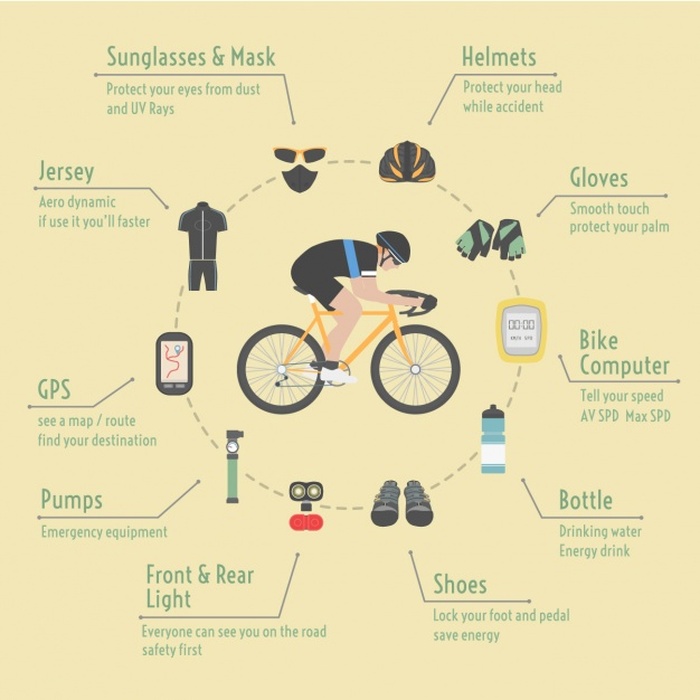 Sunglasses & Mask
Protect your eyes from dust
and UV Rays
Helmets
Protect your head
while accident
Jersey
Aero dynamic
if use it you'll faster
Gloves
Smooth touch
protect your palm
00:00
KM/H SPD
Bike
Computer
Tell your speed
AV SPD Max SPD
GPS
see a map / route
find your destination
Pumps
Emergency equipment
Bottle
Drinking water
Energy drink
Front & Rear
Light
Everyone can see you on the road
safety first
Shoes
Lock your foot and pedal
save energy